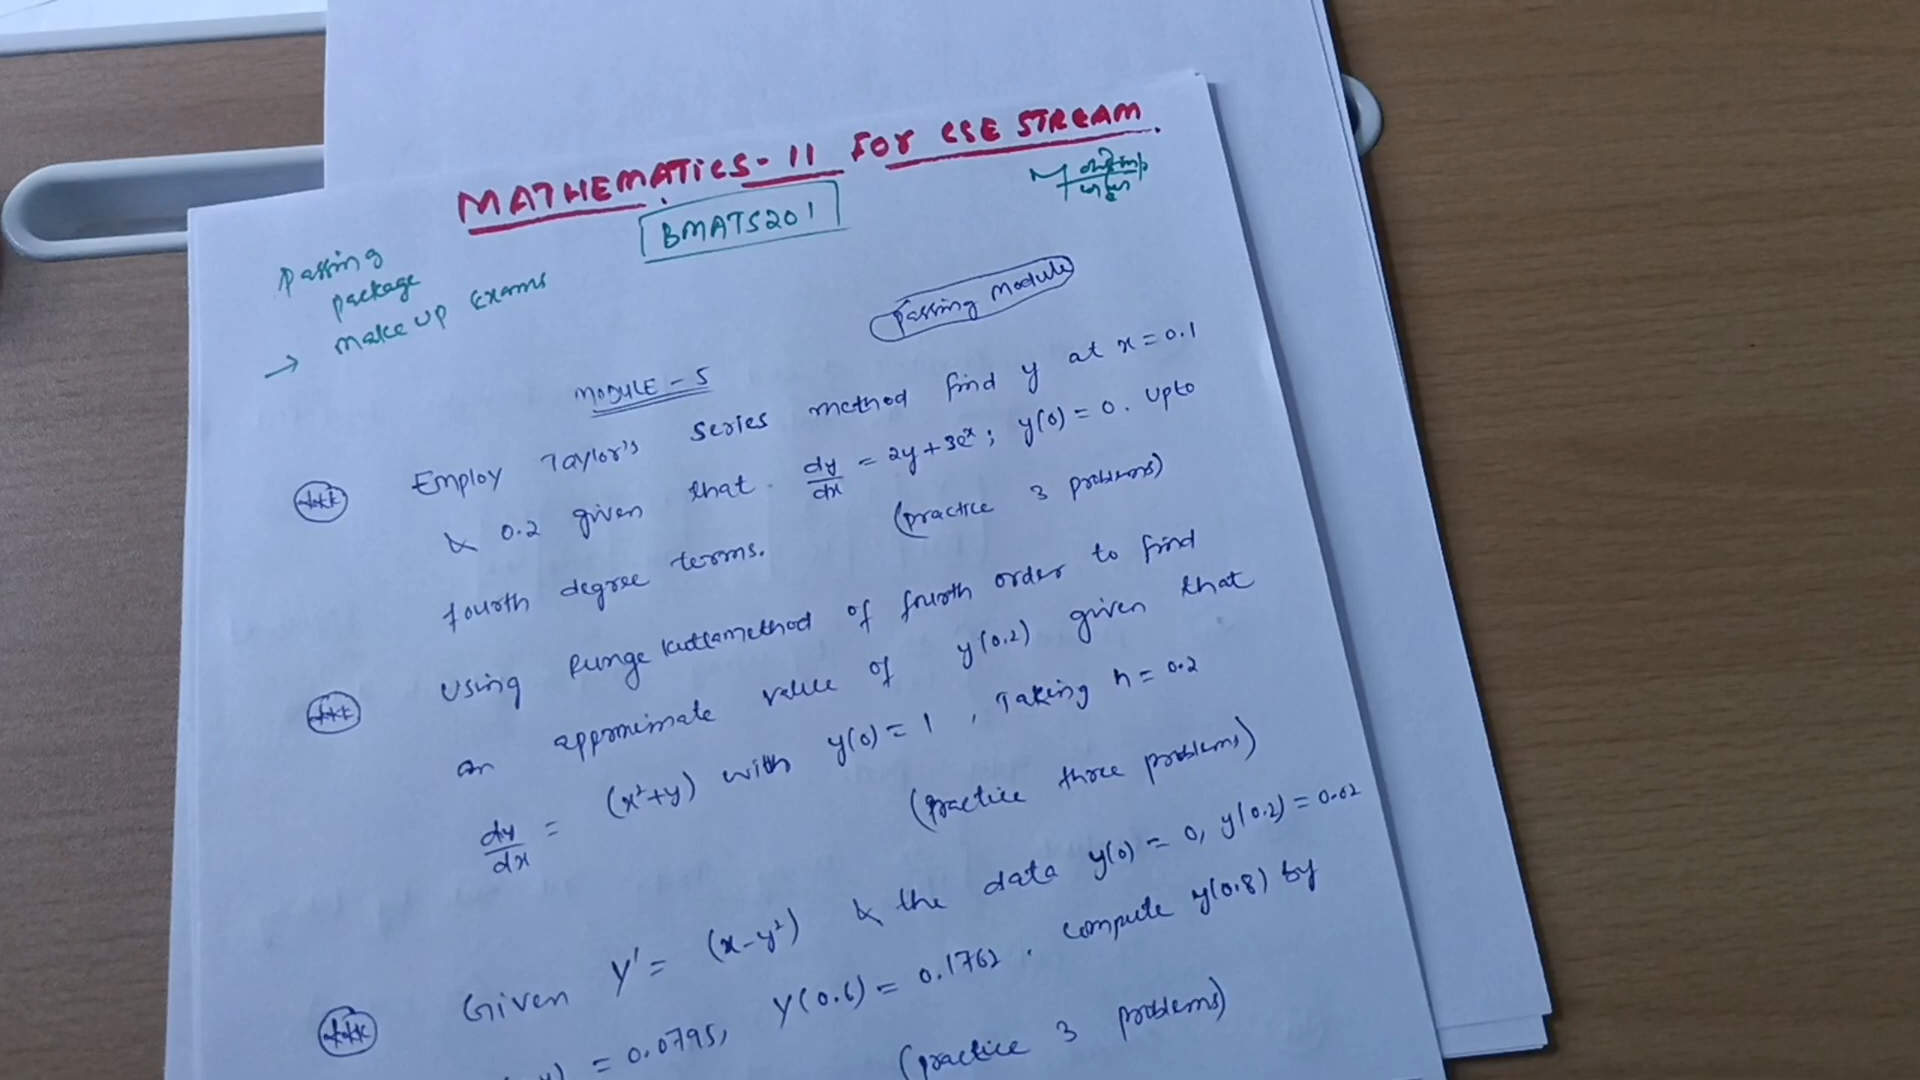 MATHEMATICS-II FOR CSE STREAM.
BMATS201
Passing
package
→ make up Exams
Passing Module
MODULE - 5
Employ Taylor's series method find y at x = 0.1
& 0.2 given that dy/dx = 2y + 3eˣ ; y(0) = 0. upto
fourth degree terms. (practice 3 problems)
Using Runge kutta method of fourth order to find
an approximate value of y(0.2) given that
dy/dx = (x²+y) with y(0) = 1 , Taking h = 0.2
(practice three problems)
Given y' = (x-y²) & the data y(0) = 0, y(0.2) = 0.02
= 0.0795, y(0.6) = 0.1762 . compute y(0.8) by
(practice 3 problems)